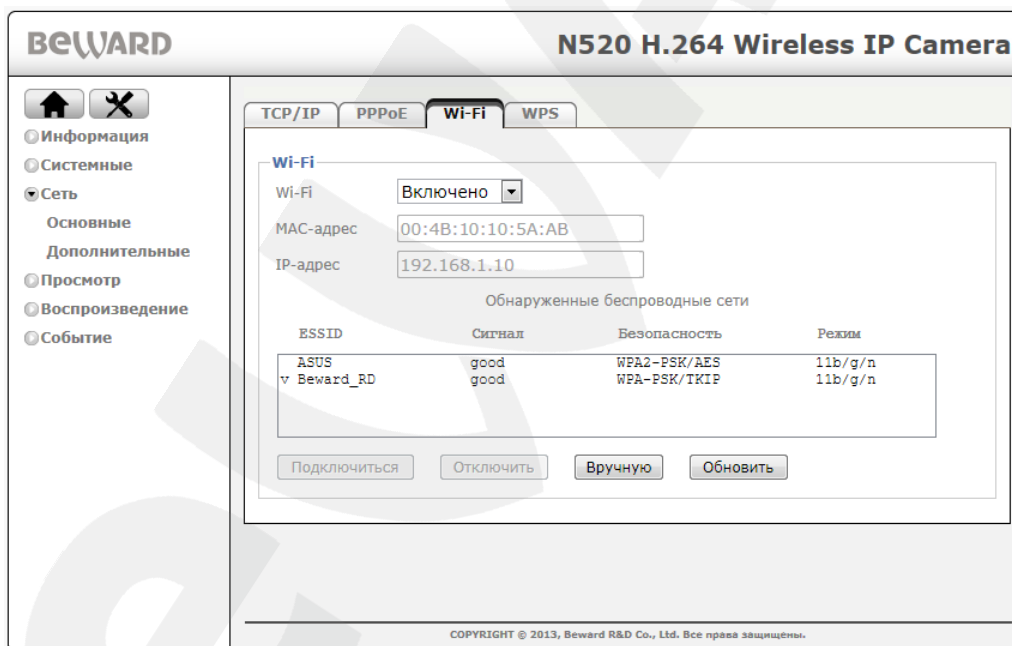 BEWARD
N520 H.264 Wireless IP Camera
Информация
Системные
Сеть
Основные
Дополнительные
Просмотр
Воспроизведение
Событие
TCP/IP PPPoE Wi-Fi WPS
Wi-Fi
Wi-Fi Включено
MAC-адрес 00:4B:10:10:5A:AB
IP-адрес 192.168.1.10
Обнаруженные беспроводные сети
ESSID Сигнал Безопасность Режим
ASUS good WPA2-PSK/AES 11b/g/n
v Beward_RD good WPA-PSK/TKIP 11b/g/n
Подключиться Отключить Вручную Обновить
COPYRIGHT © 2013, Beward R&D Co., Ltd. Все права защищены.